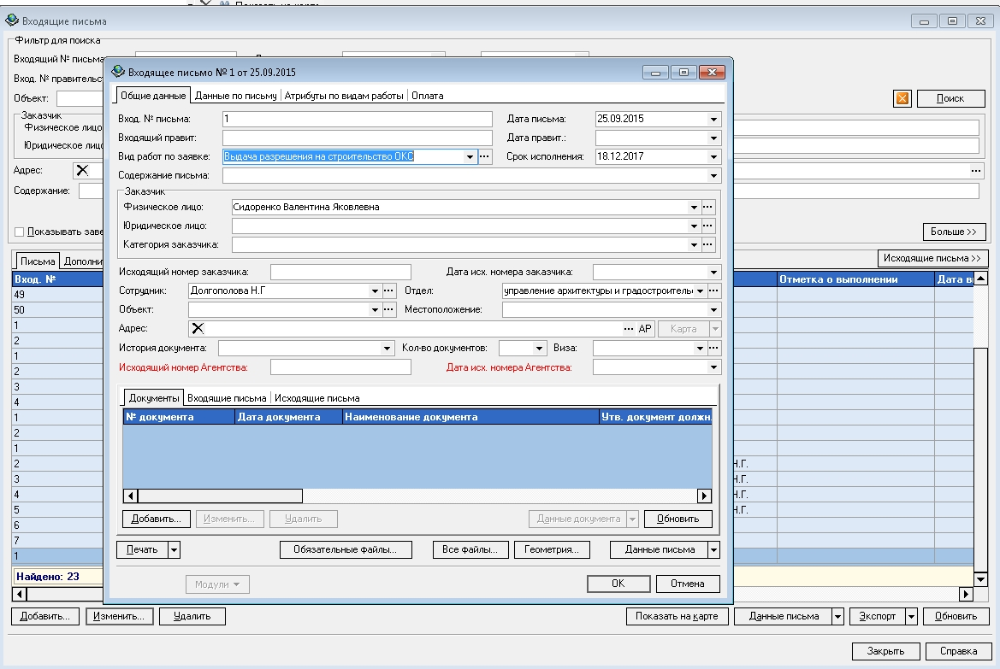 Показать на карте
Входящие письма
Фильтр для поиска
Входящий № письма
Вход. №
Объект:
Поиск
Заказчик
Физическое лицо
Юридическое
Адрес:
...
Содержание:
Показывать
Больше >>
Письма
Исходящие письма >>
Вход. № Отметка о выполнении Дата
49
50
1
2
1
2
3
4
1
2
1
2 Н.Г.
3 Н.Г.
4 Н.Г.
5 Н.Г.
6
7
1
Найдено: 23
Добавить... Изменить... Удалить Показать на карте Данные письма Экспорт Обновить
Закрыть Справка
Входящее письмо № 1 от 25.09.2015
Общие данные Данные по письму Атрибуты по видам работы Оплата
Вход. № письма: 1 Дата письма: 25.09.2015
Входящий правит: Дата правит.:
Вид работ по заявке: Выдача разрешения на строительство ОКС ... Срок исполнения: 18.12.2017
Содержание письма:
Заказчик
Физическое лицо: Сидоренко Валентина Яковлевна ...
Юридическое лицо: ...
Категория заказчика: ...
Исходящий номер заказчика: Дата исх. номера заказчика:
Сотрудник: Долгополова Н.Г ... Отдел: управление архитектуры и градостроитель ...
Объект: ... Местоположение:
Адрес: ... АР Карта
История документа: Кол-во документов: Виза: ...
Исходящий номер Агентства: Дата исх. номера Агентства:
Документы Входящие письма Исходящие письма
№ документа Дата документа Наименование документа Утв. документ должн.
Добавить... Изменить... Удалить Данные документа Обновить
Печать Обязательные файлы... Все файлы... Геометрия... Данные письма
Модули OK Отмена